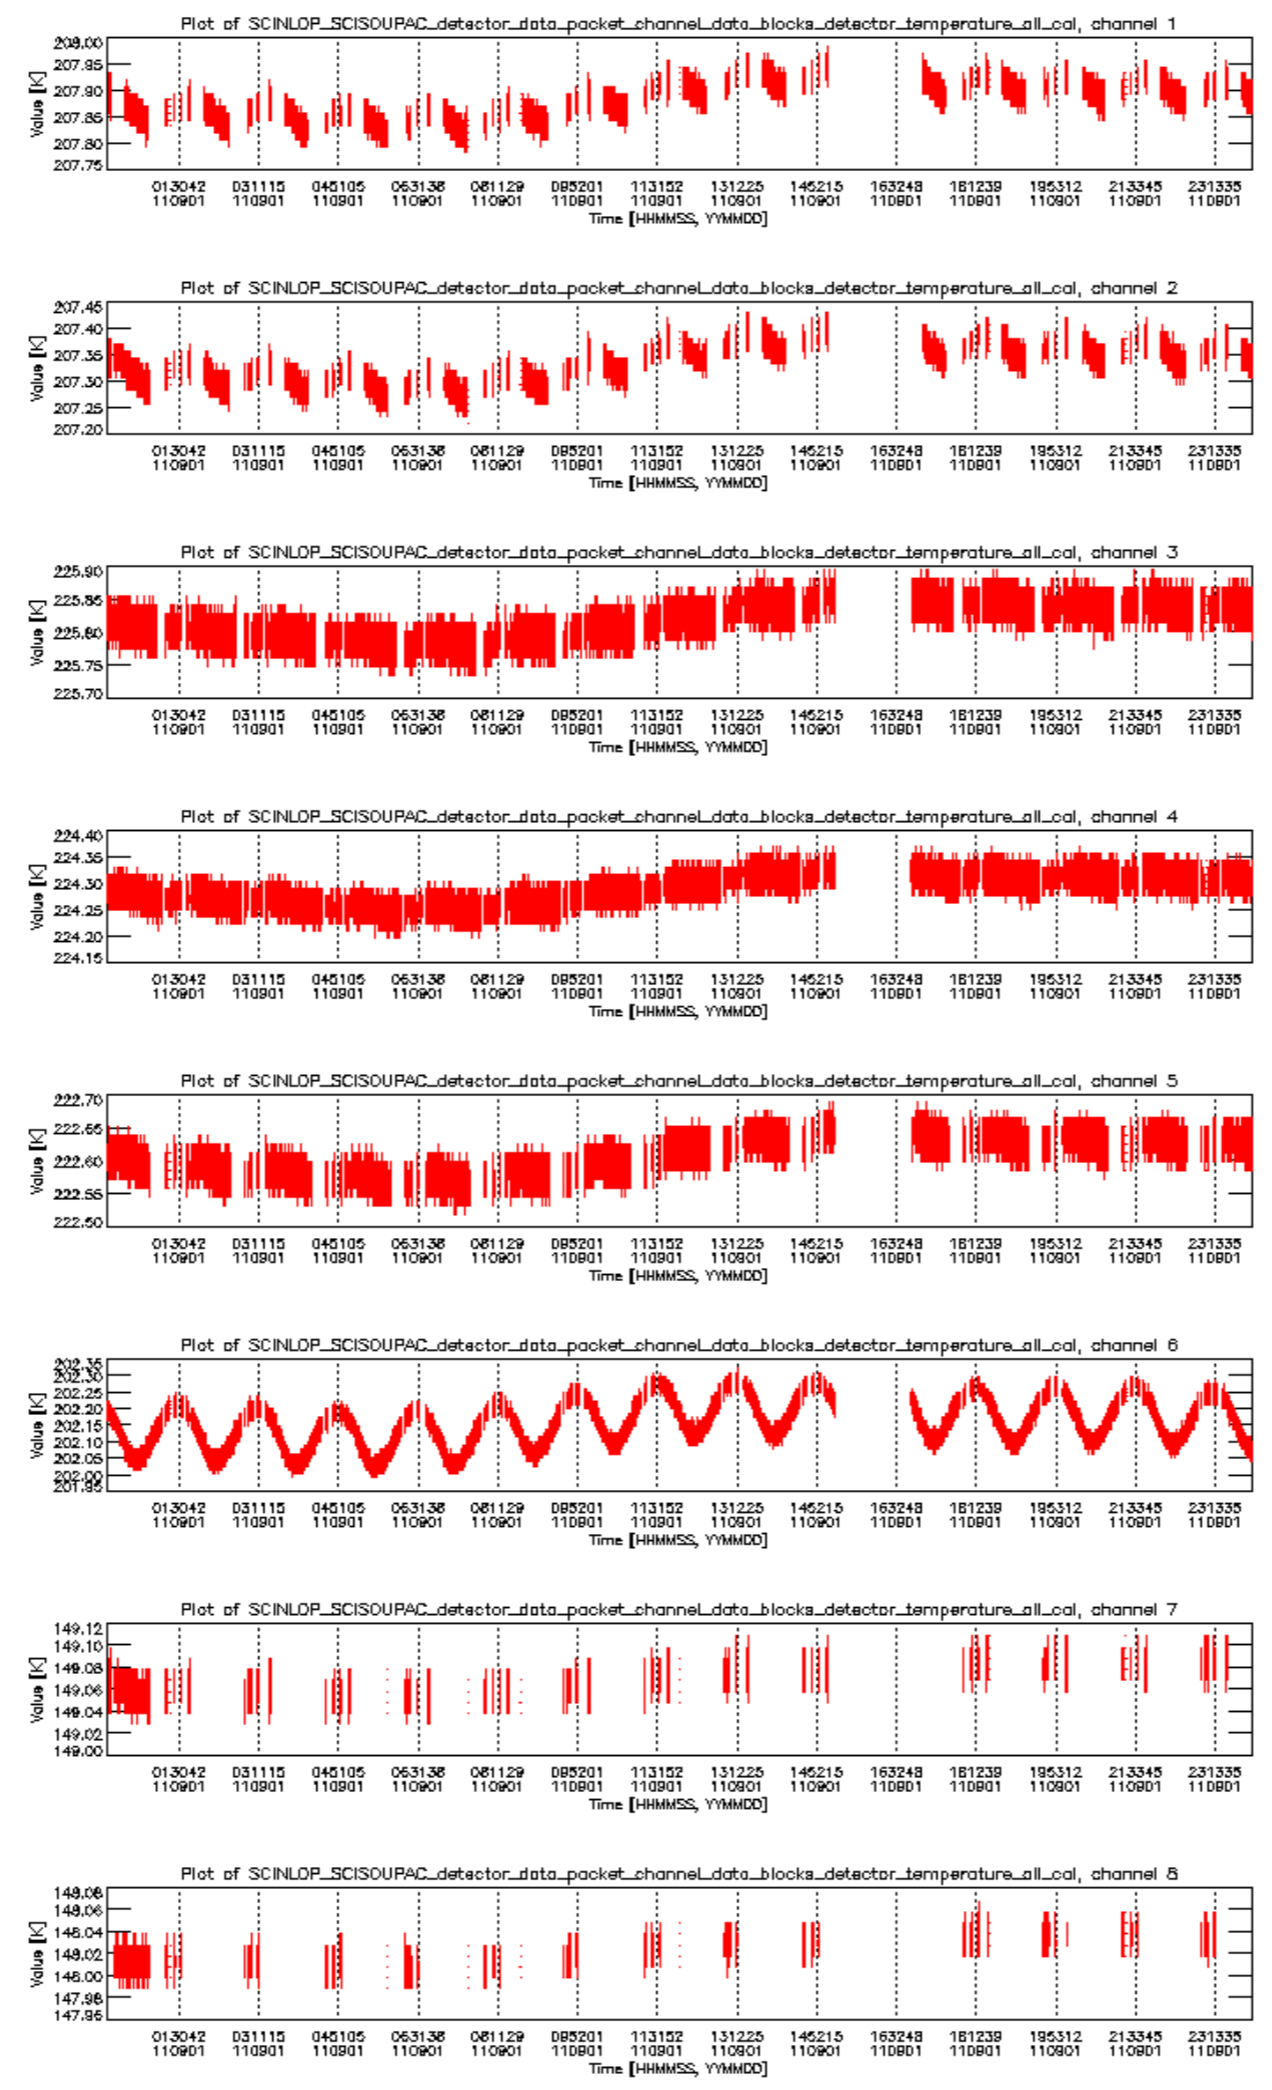 Plot of SCINLOP_SCISOUPAC_detector_data_packet_channel_data_blocks_detector_temperature_all_cal, channel 1
208.00
207.95
207.90
207.85
207.80
207.75
Value [K]
013042 031115 045105 063138 081129 095201 113152 131225 145215 163248 181239 195312 213345 231335
110901 110901 110901 110901 110901 110901 110901 110901 110901 110901 110901 110901 110901 110901
Time [HHMMSS, YYMMDD]
Plot of SCINLOP_SCISOUPAC_detector_data_packet_channel_data_blocks_detector_temperature_all_cal, channel 2
207.45
207.40
207.35
207.30
207.25
207.20
Value [K]
013042 031115 045105 063138 081129 095201 113152 131225 145215 163248 181239 195312 213345 231335
110901 110901 110901 110901 110901 110901 110901 110901 110901 110901 110901 110901 110901 110901
Time [HHMMSS, YYMMDD]
Plot of SCINLOP_SCISOUPAC_detector_data_packet_channel_data_blocks_detector_temperature_all_cal, channel 3
225.90
225.85
225.80
225.75
225.70
Value [K]
013042 031115 045105 063138 081129 095201 113152 131225 145215 163248 181239 195312 213345 231335
110901 110901 110901 110901 110901 110901 110901 110901 110901 110901 110901 110901 110901 110901
Time [HHMMSS, YYMMDD]
Plot of SCINLOP_SCISOUPAC_detector_data_packet_channel_data_blocks_detector_temperature_all_cal, channel 4
224.40
224.35
224.30
224.25
224.20
224.15
Value [K]
013042 031115 045105 063138 081129 095201 113152 131225 145215 163248 181239 195312 213345 231335
110901 110901 110901 110901 110901 110901 110901 110901 110901 110901 110901 110901 110901 110901
Time [HHMMSS, YYMMDD]
Plot of SCINLOP_SCISOUPAC_detector_data_packet_channel_data_blocks_detector_temperature_all_cal, channel 5
222.70
222.65
222.60
222.55
222.50
Value [K]
013042 031115 045105 063138 081129 095201 113152 131225 145215 163248 181239 195312 213345 231335
110901 110901 110901 110901 110901 110901 110901 110901 110901 110901 110901 110901 110901 110901
Time [HHMMSS, YYMMDD]
Plot of SCINLOP_SCISOUPAC_detector_data_packet_channel_data_blocks_detector_temperature_all_cal, channel 6
202.35
202.30
202.25
202.20
202.15
202.10
202.05
202.00
201.95
Value [K]
013042 031115 045105 063138 081129 095201 113152 131225 145215 163248 181239 195312 213345 231335
110901 110901 110901 110901 110901 110901 110901 110901 110901 110901 110901 110901 110901 110901
Time [HHMMSS, YYMMDD]
Plot of SCINLOP_SCISOUPAC_detector_data_packet_channel_data_blocks_detector_temperature_all_cal, channel 7
149.12
149.10
149.08
149.06
149.04
149.02
149.00
Value [K]
013042 031115 045105 063138 081129 095201 113152 131225 145215 163248 181239 195312 213345 231335
110901 110901 110901 110901 110901 110901 110901 110901 110901 110901 110901 110901 110901 110901
Time [HHMMSS, YYMMDD]
Plot of SCINLOP_SCISOUPAC_detector_data_packet_channel_data_blocks_detector_temperature_all_cal, channel 8
148.08
148.06
148.04
148.02
148.00
147.98
147.96
Value [K]
013042 031115 045105 063138 081129 095201 113152 131225 145215 163248 181239 195312 213345 231335
110901 110901 110901 110901 110901 110901 110901 110901 110901 110901 110901 110901 110901 110901
Time [HHMMSS, YYMMDD]